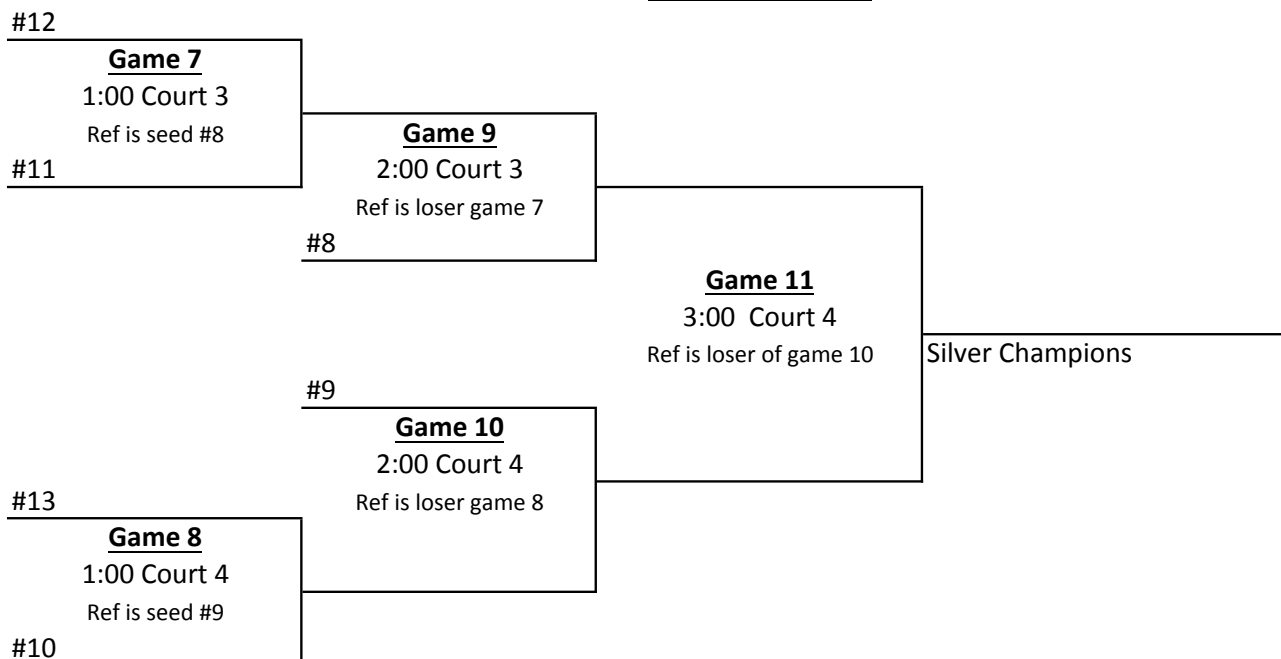 #12
Game 7
1:00 Court 3
Ref is seed #8
#11
Game 9
2:00 Court 3
Ref is loser game 7
#8
Game 11
3:00 Court 4
Ref is loser of game 10
Silver Champions
#9
Game 10
2:00 Court 4
Ref is loser game 8
#13
Game 8
1:00 Court 4
Ref is seed #9
#10